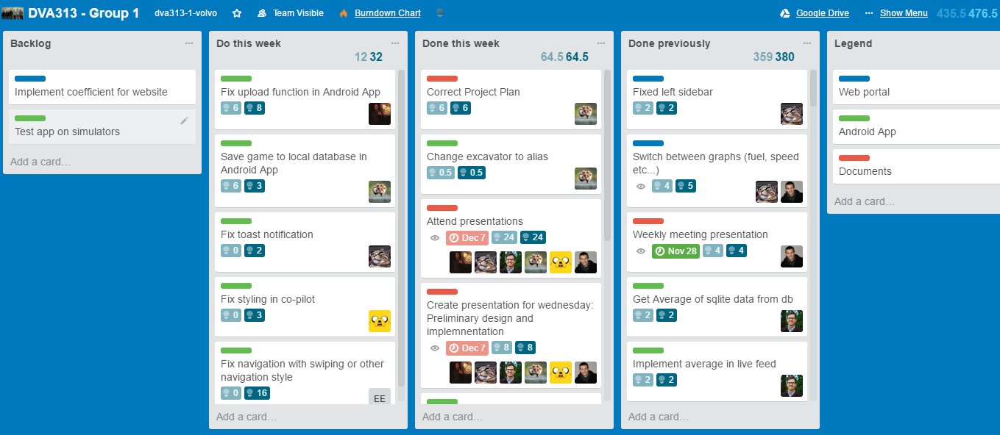 DVA313 - Group 1 dva313-1-volvo Team Visible Burndown Chart Google Drive ··· Show Menu 435.5 476.5
Backlog ···
Implement coefficient for website
Test app on simulators
Add a card…
Do this week ···
12 32
Fix upload function in Android App
6 8
Save game to local database in
Android App
6 3
Fix toast notification
0 2
Fix styling in co-pilot
0 3
Fix navigation with swiping or other
navigation style
0 16
EE
Add a card…
Done this week ···
64.5 64.5
Correct Project Plan
6 6
Change excavator to alias
0.5 0.5
Attend presentations
Dec 7 24 24
Create presentation for wednesday:
Preliminary design and
implemnentation
Dec 7 8 8
Add a card…
Done previously ···
359 380
Fixed left sidebar
2 2
Switch between graphs (fuel, speed
etc...)
4 5
Weekly meeting presentation
Nov 28 4 4
Get Average of sqlite data from db
2 2
Implement average in live feed
2 2
Add a card…
Legend
Web portal
Android App
Documents
Add a card…